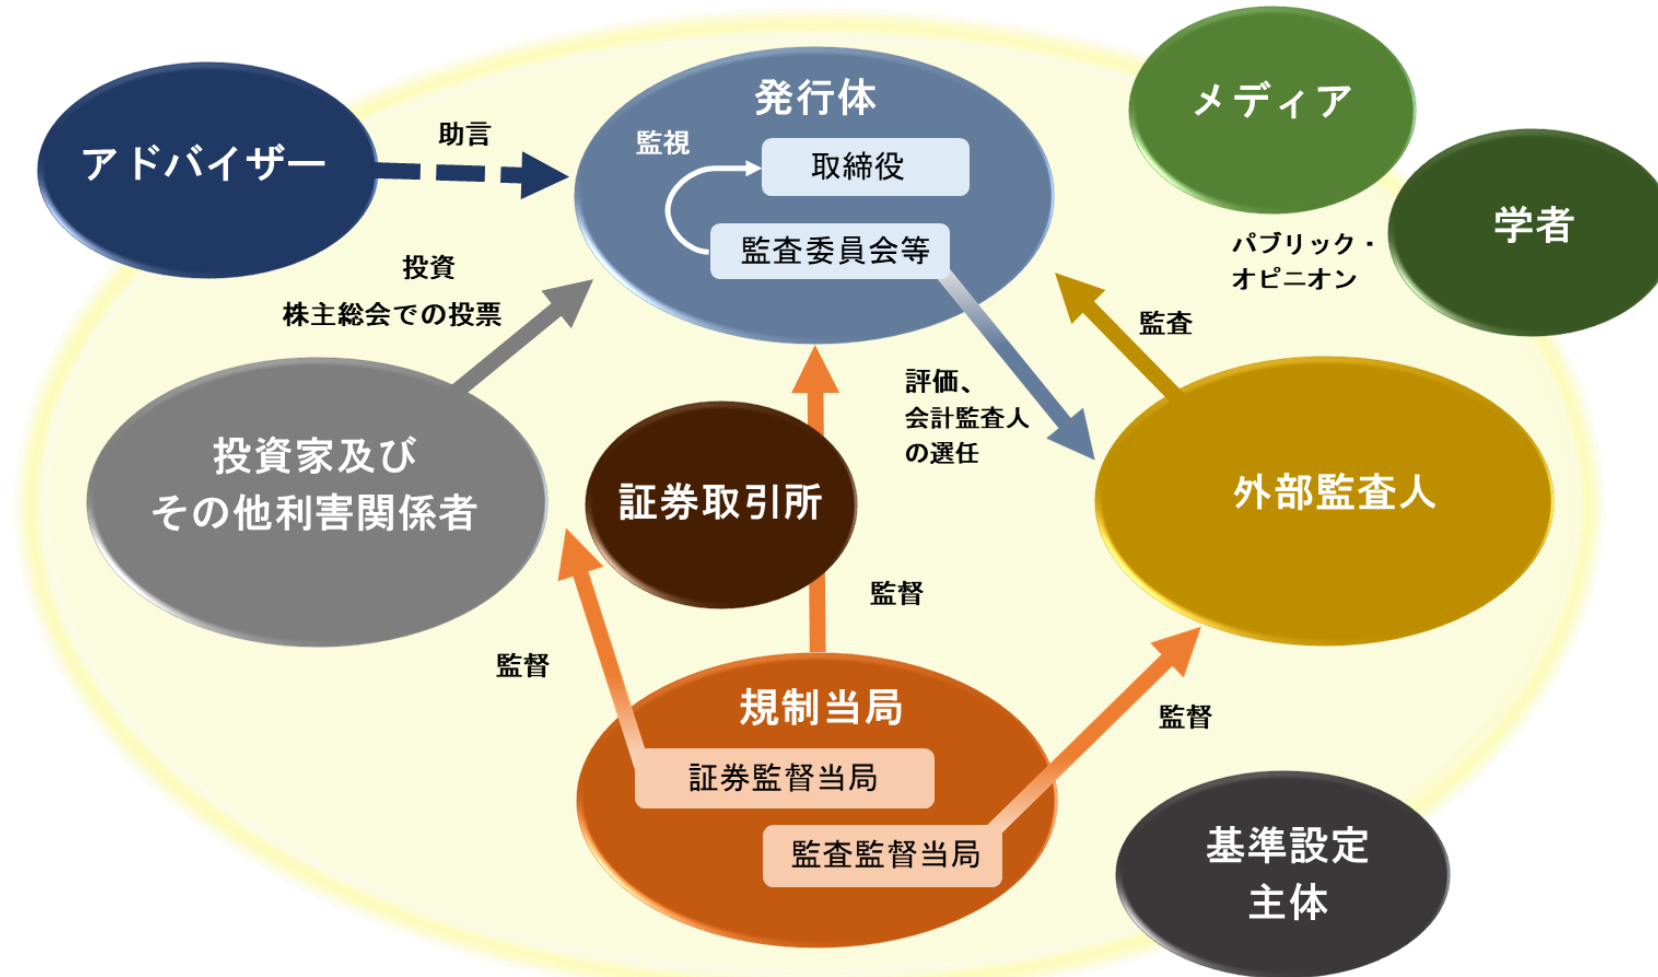 アドバイザー
助言
発行体
監視
取締役
監査委員会等
メディア
学者
パブリック・
オピニオン
投資
株主総会での投票
監査
評価、
会計監査人
の選任
投資家及び
その他利害関係者
証券取引所
外部監査人
監督
監督
監督
規制当局
証券監督当局
監査監督当局
基準設定
主体